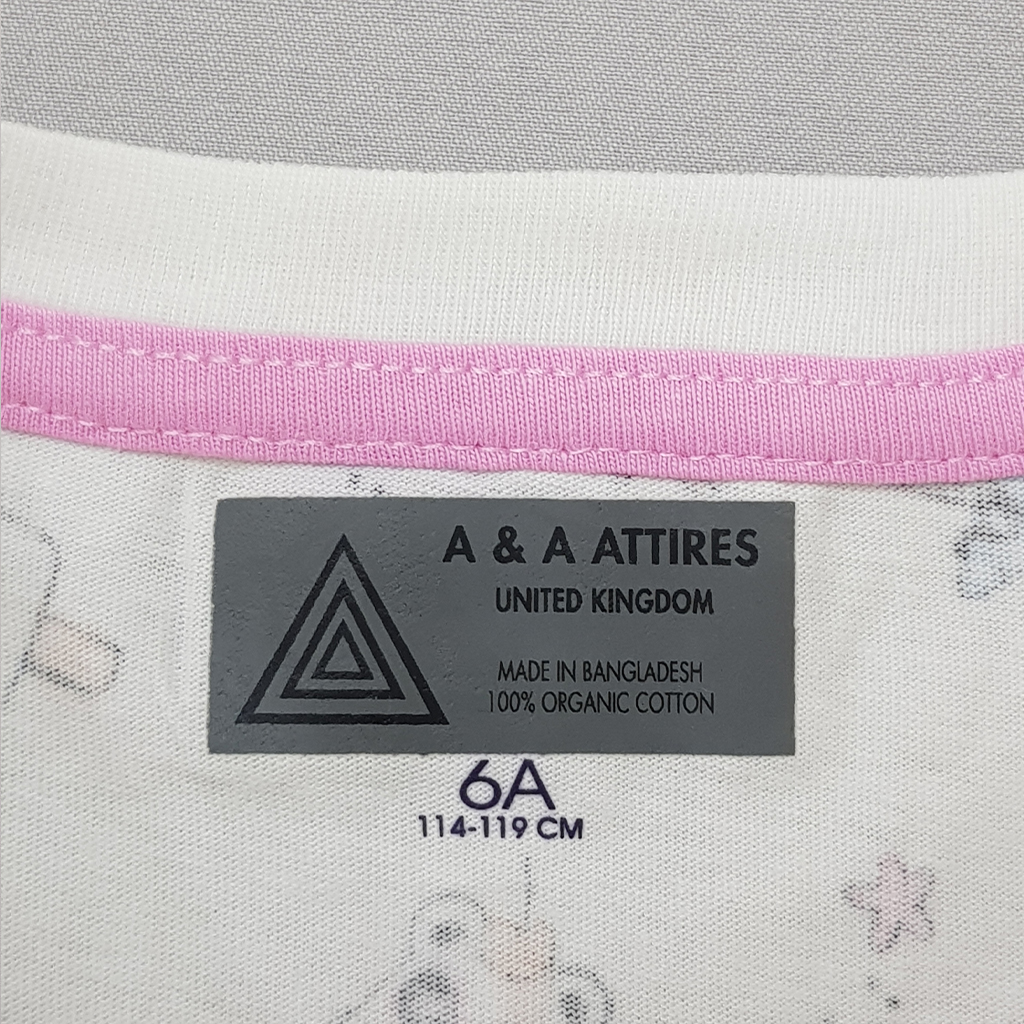 A & A ATTIRES
UNITED KINGDOM
MADE IN BANGLADESH
100% ORGANIC COTTON
6A
114-119 CM